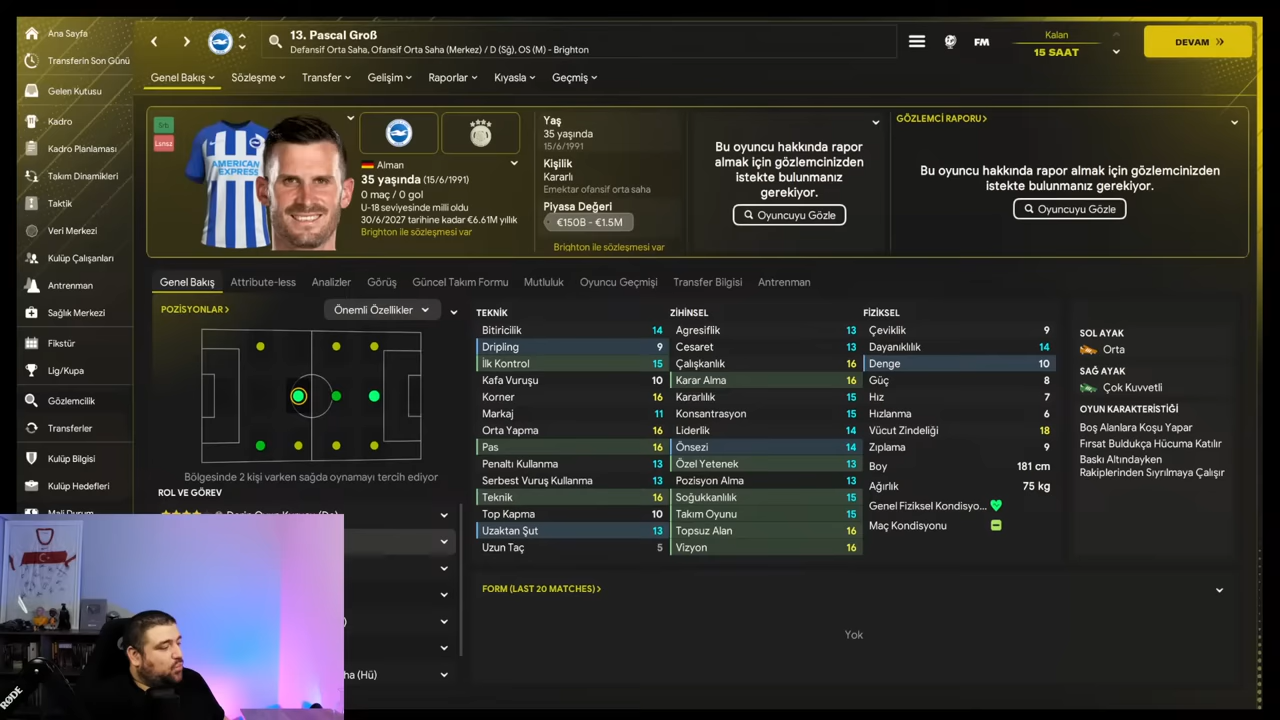 Ana Sayfa
Transferin Son Günü
Gelen Kutusu
Kadro
Kadro Planlaması
Takım Dinamikleri
Taktik
Veri Merkezi
Kulüp Çalışanları
Antrenman
Sağlık Merkezi
Fikstür
Lig/Kupa
Gözlemcilik
Transferler
Kulüp Bilgisi
Kulüp Hedefleri
13. Pascal Groß
Defansif Orta Saha, Ofansif Orta Saha (Merkez) / D (Sğ), OS (M) - Brighton
FM
Kalan
15 SAAT
DEVAM
Genel Bakış
Sözleşme
Transfer
Gelişim
Raporlar
Kıyasla
Geçmiş
Lsnsz
AMERICAN
EXPRESS
Alman
35 yaşında (15/6/1991)
0 maç / 0 gol
U-18 seviyesinde milli oldu
30/6/2027 tarihine kadar €6.61M yıllık
Brighton ile sözleşmesi var
Yaş
35 yaşında
15/6/1991
Kişilik
Kararlı
Emektar ofansif orta saha
Piyasa Değeri
€150B - €1.5M
Brighton ile sözleşmesi var
Bu oyuncu hakkında rapor
almak için gözlemcinizden
istekte bulunmanız
gerekiyor.
Oyuncuyu Gözle
GÖZLEMCİ RAPORU
Bu oyuncu hakkında rapor almak için gözlemcinizden
istekte bulunmanız gerekiyor.
Oyuncuyu Gözle
Genel Bakış
Attribute-less
Analizler
Görüş
Güncel Takım Formu
Mutluluk
Oyuncu Geçmişi
Transfer Bilgisi
Antrenman
POZİSYONLAR
Önemli Özellikler
Bölgesinde 2 kişi varken sağda oynamayı tercih ediyor
ROL VE GÖREV
TEKNİK
Bitiricilik 14
Dripling 9
İlk Kontrol 15
Kafa Vuruşu 10
Korner 16
Markaj 11
Orta Yapma 16
Pas 16
Penaltı Kullanma 13
Serbest Vuruş Kullanma 13
Teknik 16
Top Kapma 10
Uzaktan Şut 13
Uzun Taç 5
ZİHİNSEL
Agresiflik 13
Cesaret 13
Çalışkanlık 16
Karar Alma 16
Kararlılık 15
Konsantrasyon 15
Liderlik 14
Önsezi 14
Özel Yetenek 13
Pozisyon Alma 13
Soğukkanlılık 15
Takım Oyunu 15
Topsuz Alan 16
Vizyon 16
FİZİKSEL
Çeviklik 9
Dayanıklılık 14
Denge 10
Güç 8
Hız 7
Hızlanma 6
Vücut Zindeliği 18
Zıplama 9
Boy 181 cm
Ağırlık 75 kg
Genel Fiziksel Kondisyo...
Maç Kondisyonu
SOL AYAK
Orta
SAĞ AYAK
Çok Kuvvetli
OYUN KARAKTERİSTİĞİ
Boş Alanlara Koşu Yapar
Fırsat Buldukça Hücuma Katılır
Baskı Altındayken
Rakiplerinden Sıyrılmaya Çalışır
FORM (LAST 20 MATCHES)
Yok
ha (Hü)
RØDE